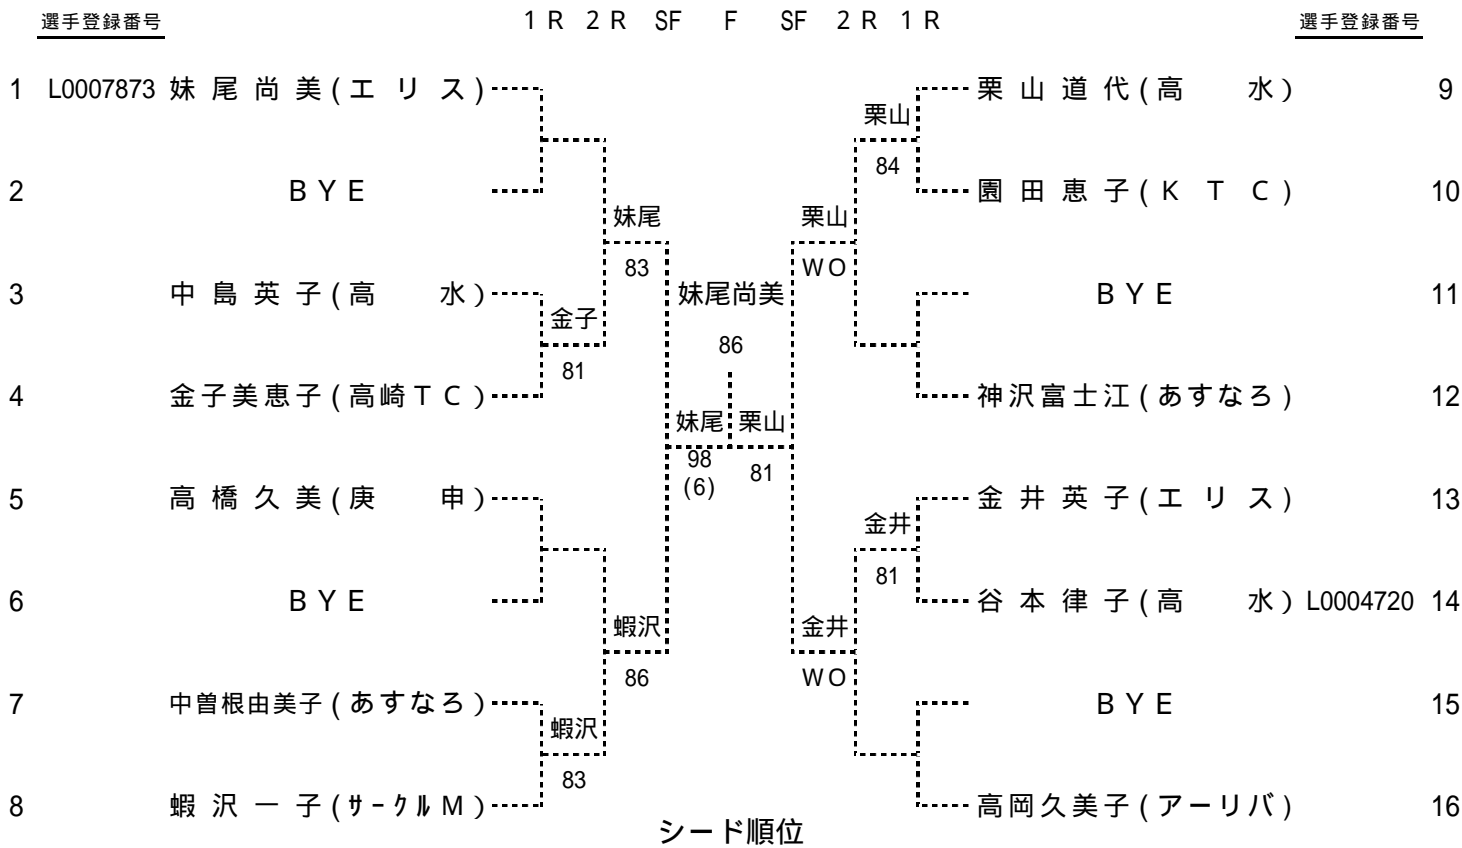 選手登録番号 1R 2R SF F SF 2R 1R 選手登録番号
1 L0007873 妹尾尚美(エリス) 栗山道代(高 水) 9
栗山
84
2 BYE 園田恵子(KTC) 10
妹尾 栗山
83 WO
3 中島英子(高 水) 妹尾尚美 BYE 11
金子
86
81
4 金子美恵子(高崎TC) 神沢富士江(あすなろ) 12
妹尾 栗山
98 81
(6)
5 高橋久美(庚 申) 金井英子(エリス) 13
金井
81
6 BYE 谷本律子(高 水) L0004720 14
蝦沢 金井
86 WO
7 中曽根由美子(あすなろ) BYE 15
蝦沢
83
8 蝦沢一子(サークルM) 高岡久美子(アーリバ) 16
シード順位